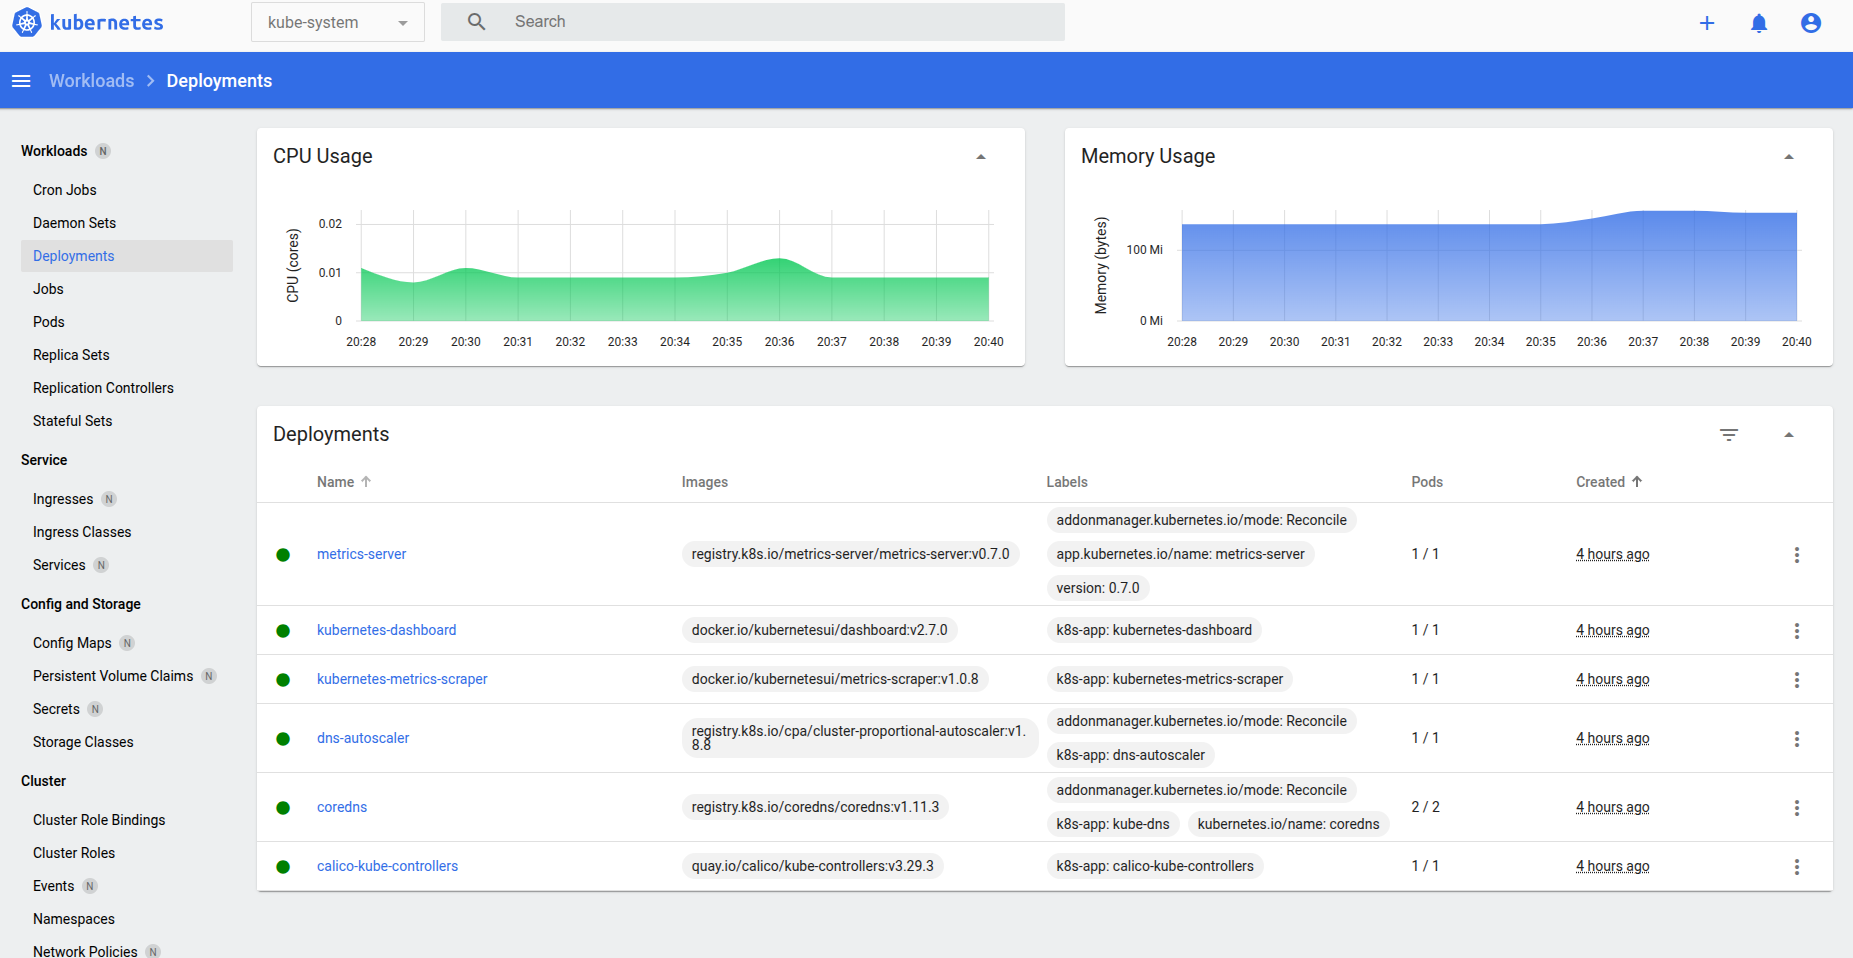 kubernetes
kube-system
Search
Workloads > Deployments
Workloads N
Cron Jobs
Daemon Sets
Deployments
Jobs
Pods
Replica Sets
Replication Controllers
Stateful Sets
Service
Ingresses N
Ingress Classes
Services N
Config and Storage
Config Maps N
Persistent Volume Claims N
Secrets N
Storage Classes
Cluster
Cluster Role Bindings
Cluster Roles
Events N
Namespaces
Network Policies N
CPU Usage
CPU (cores)
0.02
0.01
0
20:28 20:29 20:30 20:31 20:32 20:33 20:34 20:35 20:36 20:37 20:38 20:39 20:40
Memory Usage
Memory (bytes)
100 Mi
0 Mi
20:28 20:29 20:30 20:31 20:32 20:33 20:34 20:35 20:36 20:37 20:38 20:39 20:40
Deployments
Name Images Labels Pods Created
addonmanager.kubernetes.io/mode: Reconcile
metrics-server registry.k8s.io/metrics-server/metrics-server:v0.7.0 app.kubernetes.io/name: metrics-server 1 / 1 4 hours ago
version: 0.7.0
kubernetes-dashboard docker.io/kubernetesui/dashboard:v2.7.0 k8s-app: kubernetes-dashboard 1 / 1 4 hours ago
kubernetes-metrics-scraper docker.io/kubernetesui/metrics-scraper:v1.0.8 k8s-app: kubernetes-metrics-scraper 1 / 1 4 hours ago
addonmanager.kubernetes.io/mode: Reconcile
dns-autoscaler registry.k8s.io/cpa/cluster-proportional-autoscaler:v1.
8.8 1 / 1 4 hours ago
k8s-app: dns-autoscaler
addonmanager.kubernetes.io/mode: Reconcile
coredns registry.k8s.io/coredns/coredns:v1.11.3 2 / 2 4 hours ago
k8s-app: kube-dns kubernetes.io/name: coredns
calico-kube-controllers quay.io/calico/kube-controllers:v3.29.3 k8s-app: calico-kube-controllers 1 / 1 4 hours ago